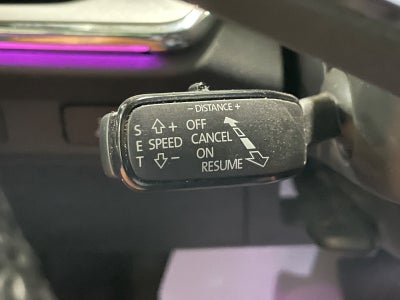 − DISTANCE +
S + OFF
E SPEED CANCEL
T − ON
RESUME